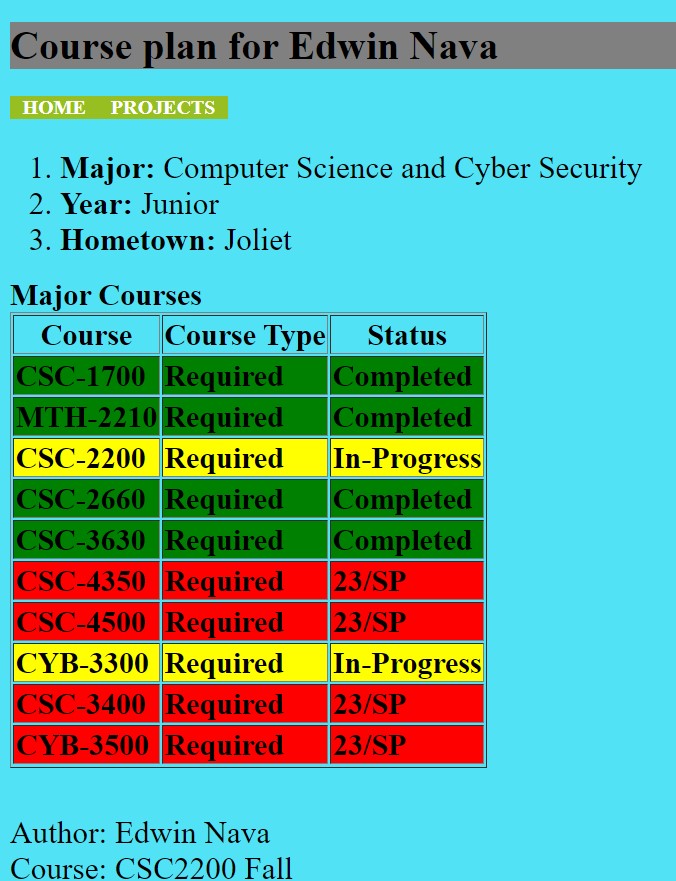 Course plan for Edwin Nava
HOME PROJECTS
1. Major: Computer Science and Cyber Security
2. Year: Junior
3. Hometown: Joliet
Major Courses
Course Course Type Status
CSC-1700 Required Completed
MTH-2210 Required Completed
CSC-2200 Required In-Progress
CSC-2660 Required Completed
CSC-3630 Required Completed
CSC-4350 Required 23/SP
CSC-4500 Required 23/SP
CYB-3300 Required In-Progress
CSC-3400 Required 23/SP
CYB-3500 Required 23/SP
Author: Edwin Nava
Course: CSC2200 Fall